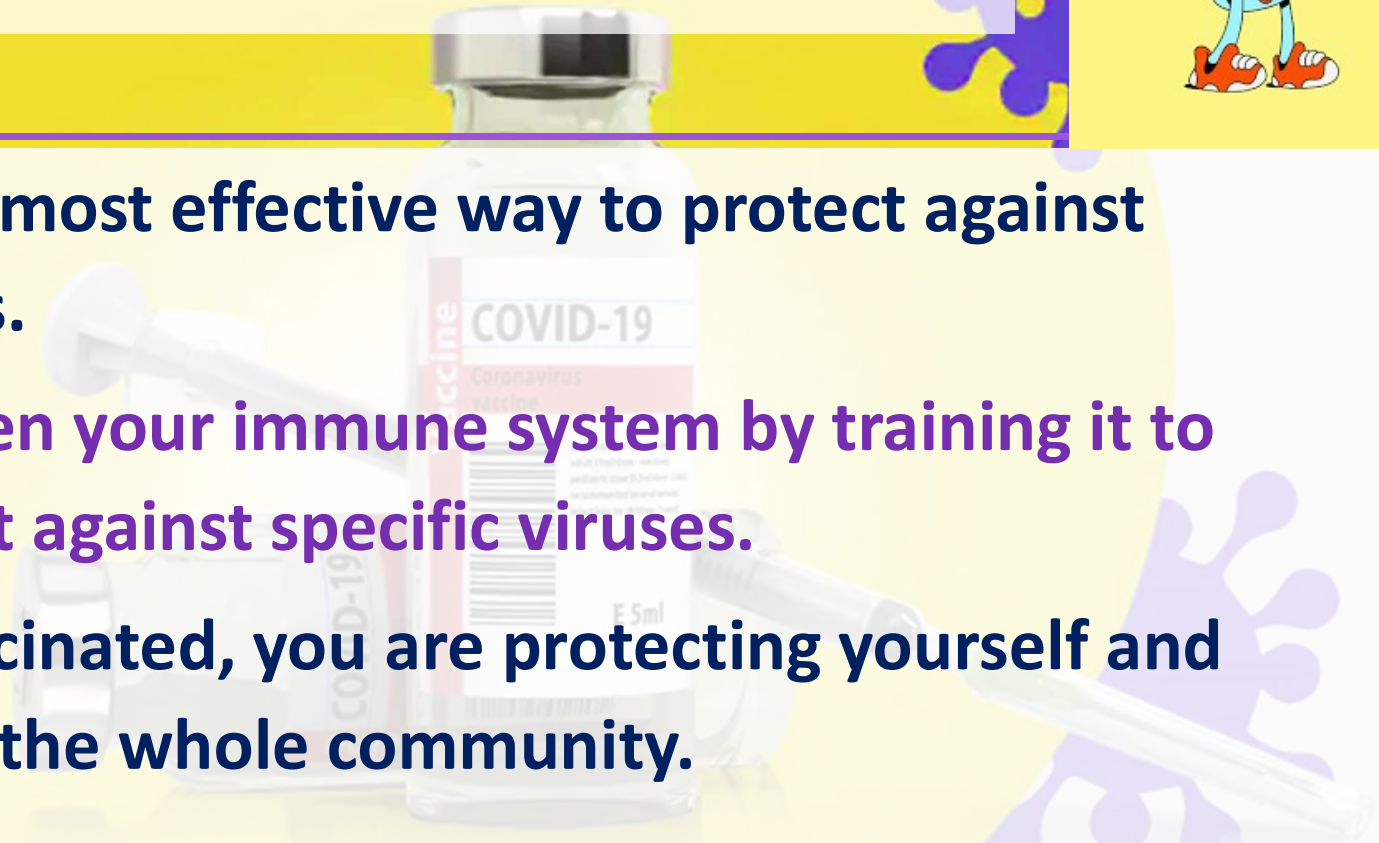 most effective way to protect against
s.
COVID-19
Coronavirus
vaccine
en your immune system by training it to
t against specific viruses.
E 5ml
COVID-19
cinated, you are protecting yourself and
the whole community.